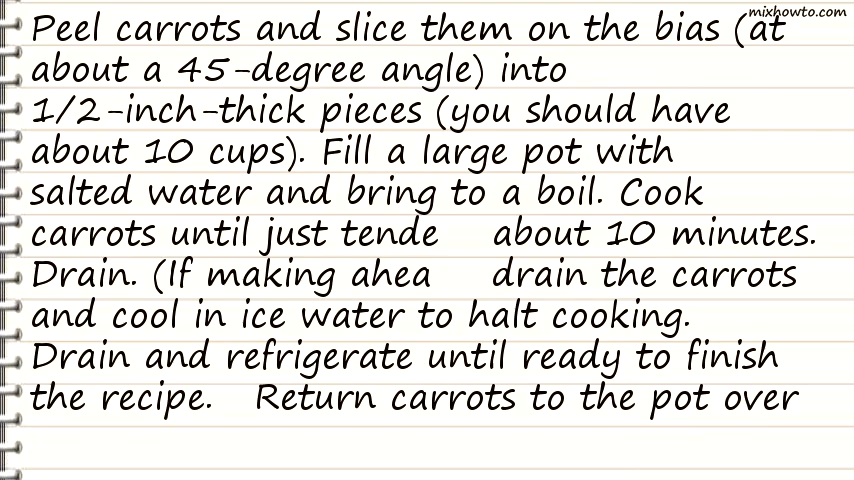 mixhowto.com
Peel carrots and slice them on the bias (at
about a 45-degree angle) into
1/2-inch-thick pieces (you should have
about 10 cups). Fill a large pot with
salted water and bring to a boil. Cook
carrots until just tende about 10 minutes.
Drain. (If making ahea drain the carrots
and cool in ice water to halt cooking.
Drain and refrigerate until ready to finish
the recipe. Return carrots to the pot over